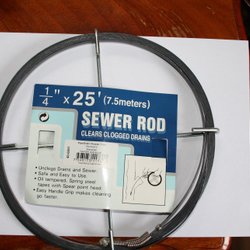 1/4" x 25' (7.5meters)
SEWER ROD
CLEARS CLOGGED DRAINS
• Unclogs Drains and Sewer.
• Safe and Easy to Use.
• Oil tempered. Spring steel
tapes with Spear point head.
• Easy Handle Grip makes cleaning
go faster.